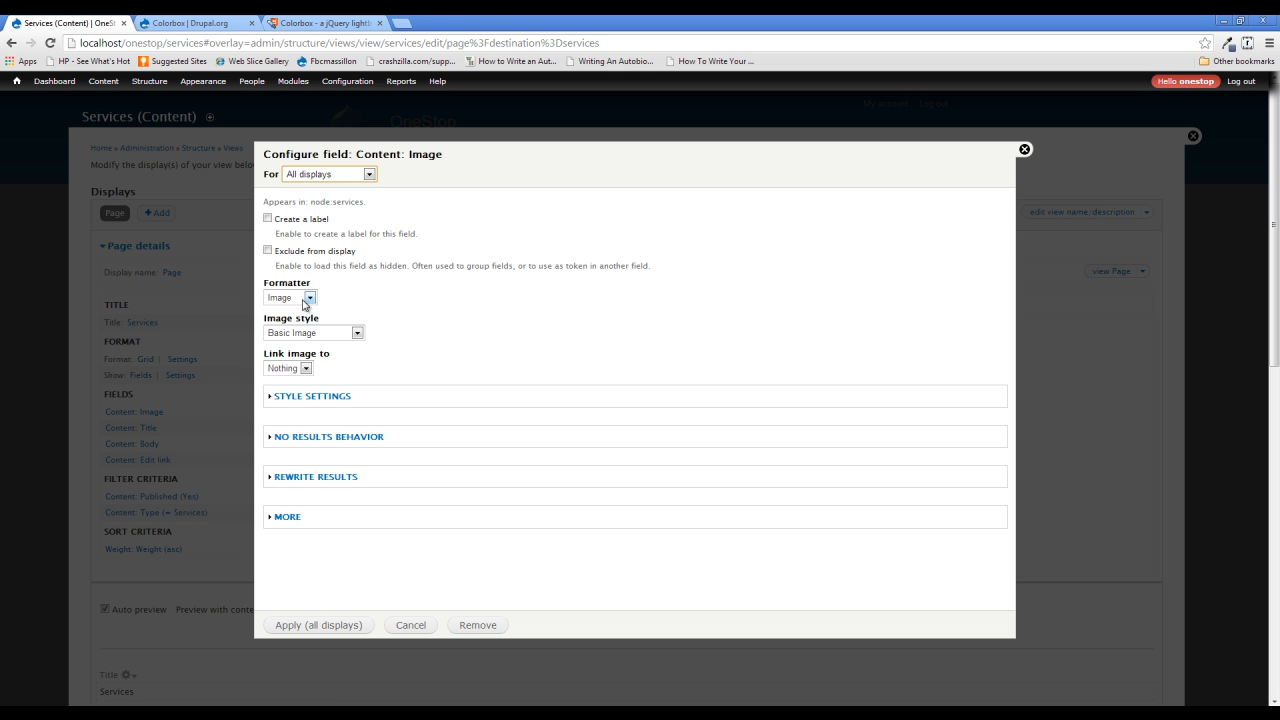 Services (Content) | OneSt
Colorbox | Drupal.org
Colorbox - a jQuery lightb
localhost/onestop/services#overlay=admin/structure/views/view/services/edit/page%3Fdestination%3Dservices
Apps HP - See What's Hot Suggested Sites Web Slice Gallery Fbcmassillon crashzilla.com/supp... How to Write an Aut... Writing An Autobio... How To Write Your ... Other bookmarks
Dashboard Content Structure Appearance People Modules Configuration Reports Help Hello onestop Log out
My account Log out
Services (Content)
OneStop
Home » Administration » Structure » Views
Modify the display(s) of your view belo
Displays
Page + Add edit view name/description
Page details
Display name: Page view Page
TITLE
Title: Services
FORMAT
Format: Grid | Settings
Show: Fields | Settings
FIELDS
Content: Image
Content: Title
Content: Body
Content: Edit link
FILTER CRITERIA
Content: Published (Yes)
Content: Type (= Services)
SORT CRITERIA
Weight: Weight (asc)
Auto preview Preview with conte
Title
Services
Configure field: Content: Image
For All displays
Appears in: node:services.
Create a label
Enable to create a label for this field.
Exclude from display
Enable to load this field as hidden. Often used to group fields, or to use as token in another field.
Formatter
Image
Image style
Basic Image
Link image to
Nothing
STYLE SETTINGS
NO RESULTS BEHAVIOR
REWRITE RESULTS
MORE
Apply (all displays) Cancel Remove